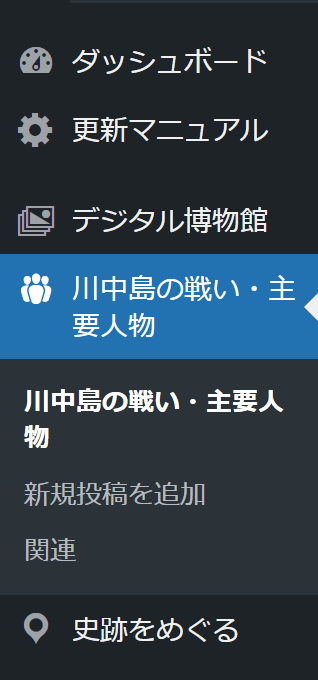 ダッシュボード
更新マニュアル
デジタル博物館
川中島の戦い・主
要人物
川中島の戦い・主要人
物
新規投稿を追加
関連
史跡をめぐる